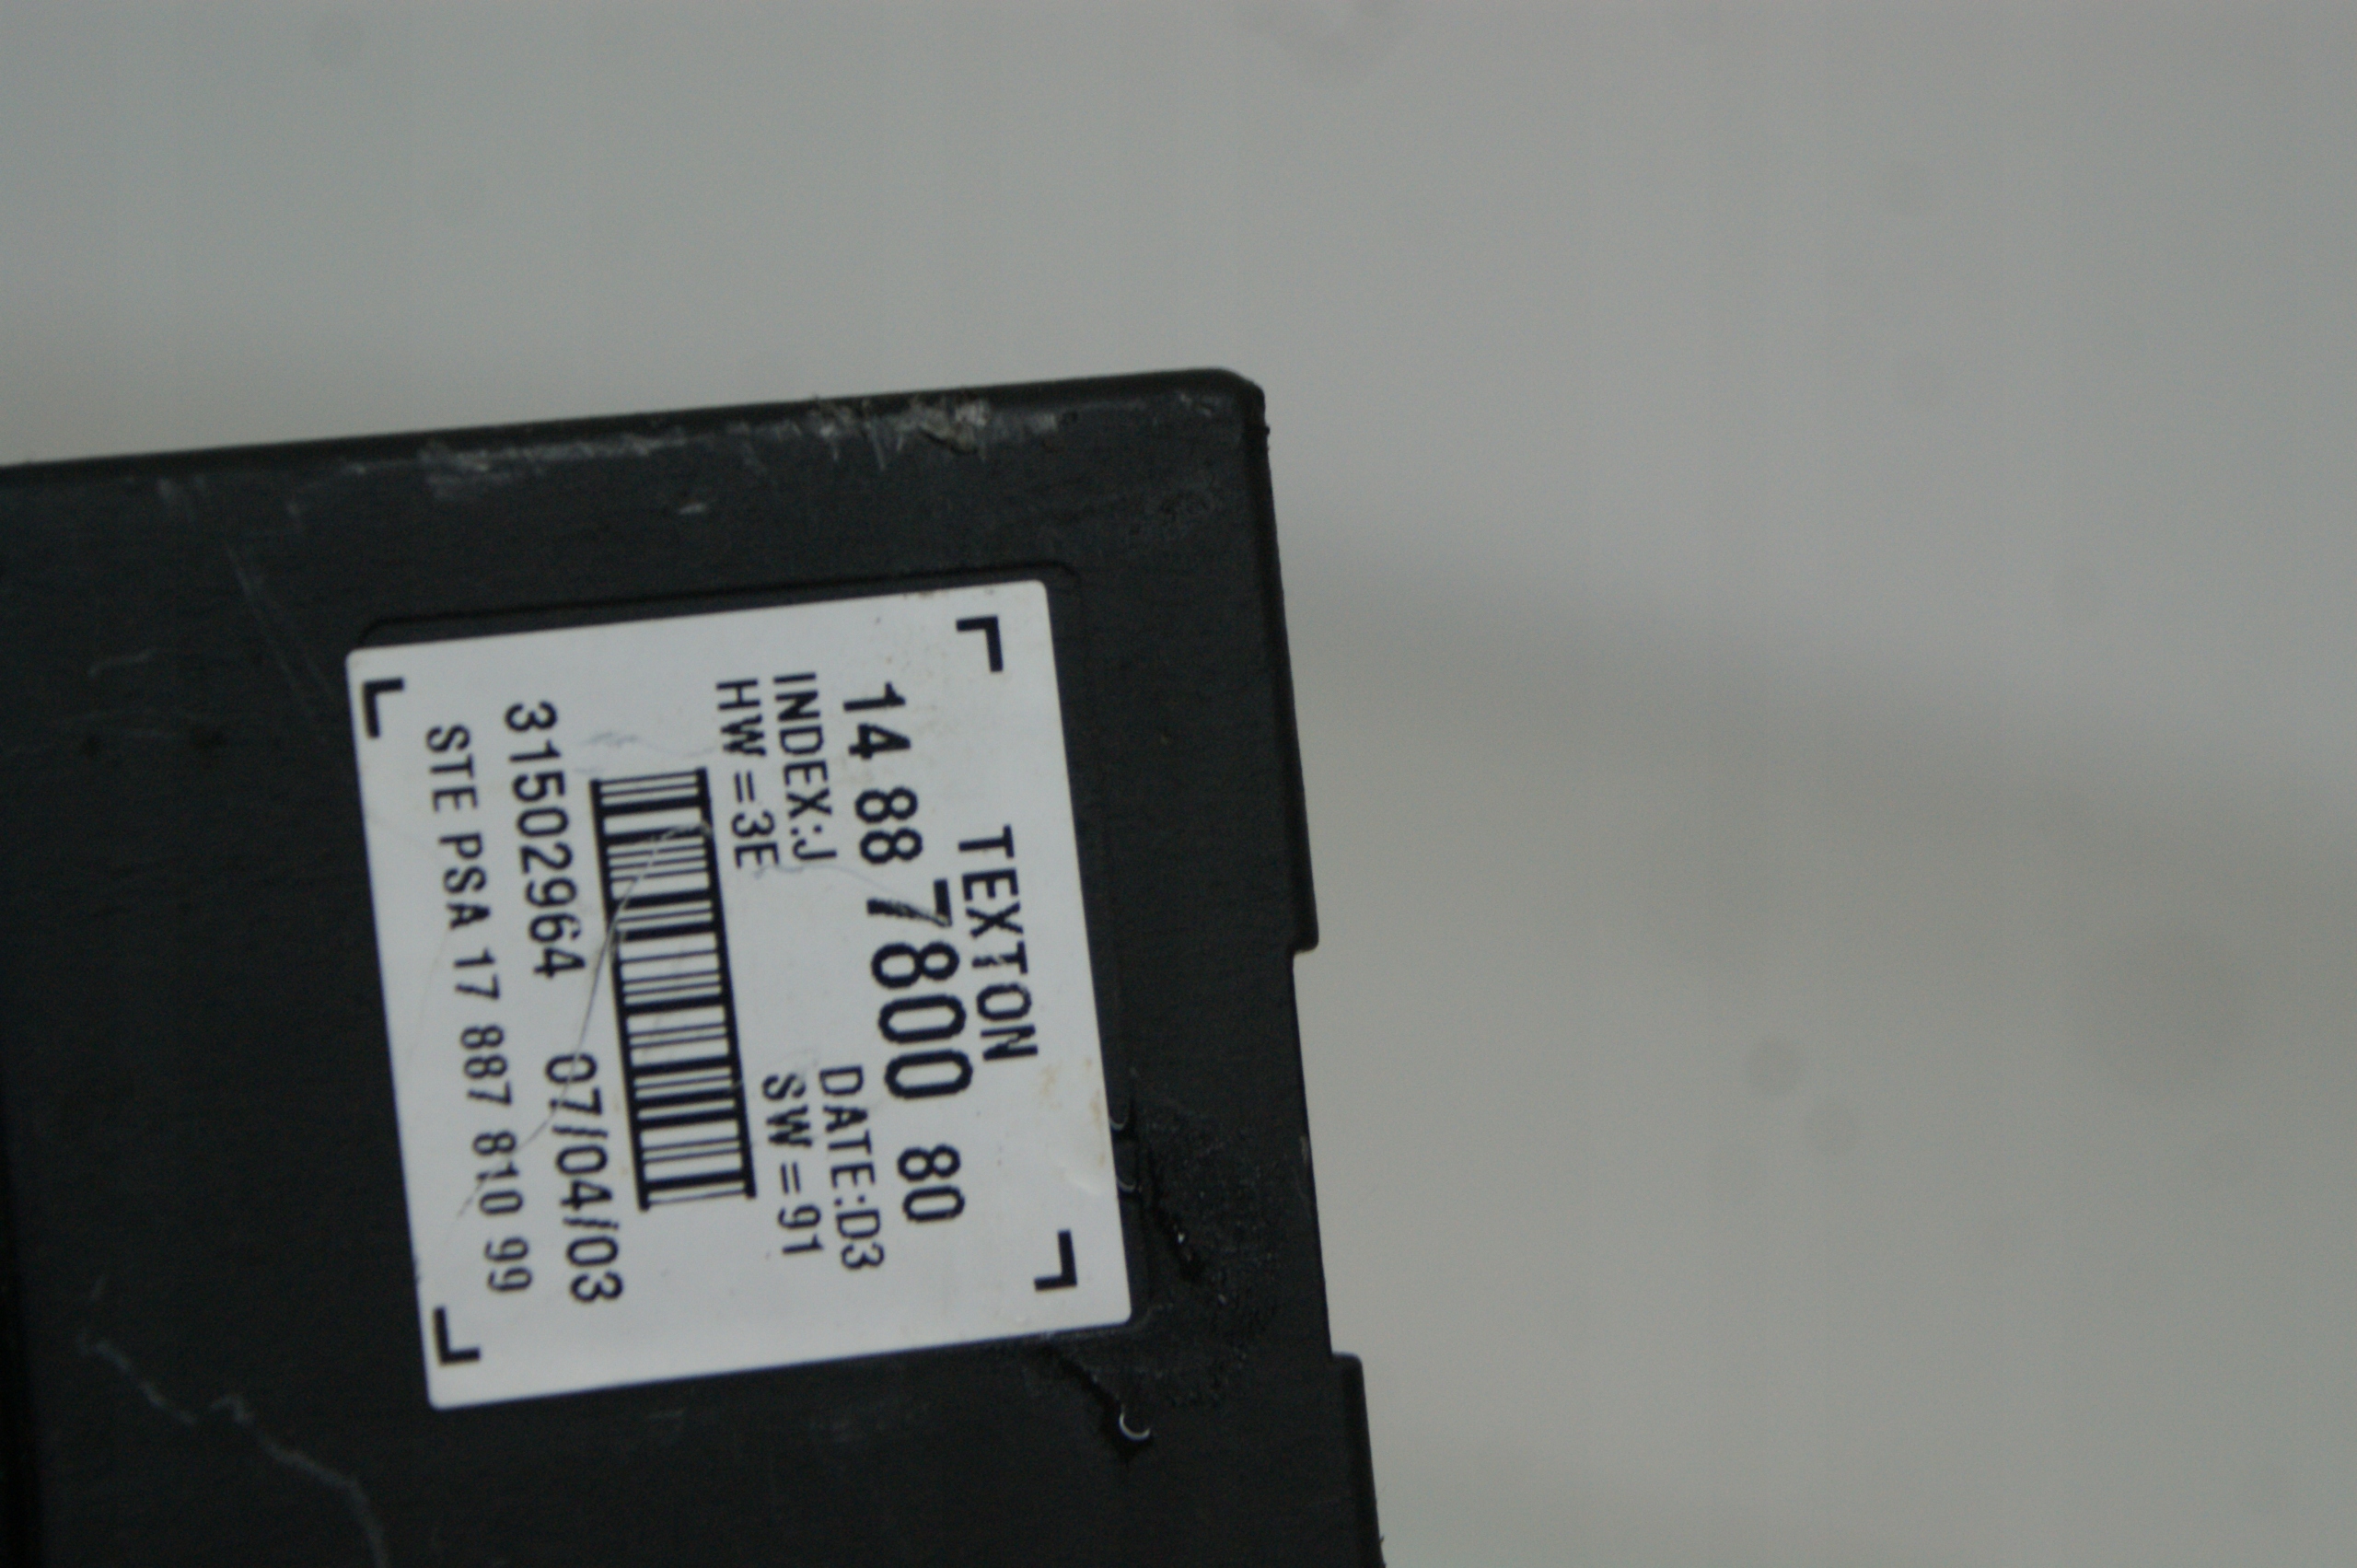 TEXTON
14 88 7800 80
INDEX:J DATE:D3
HW=3E SW=91
31502964 07/04/03
STE PSA 17 887 810 99